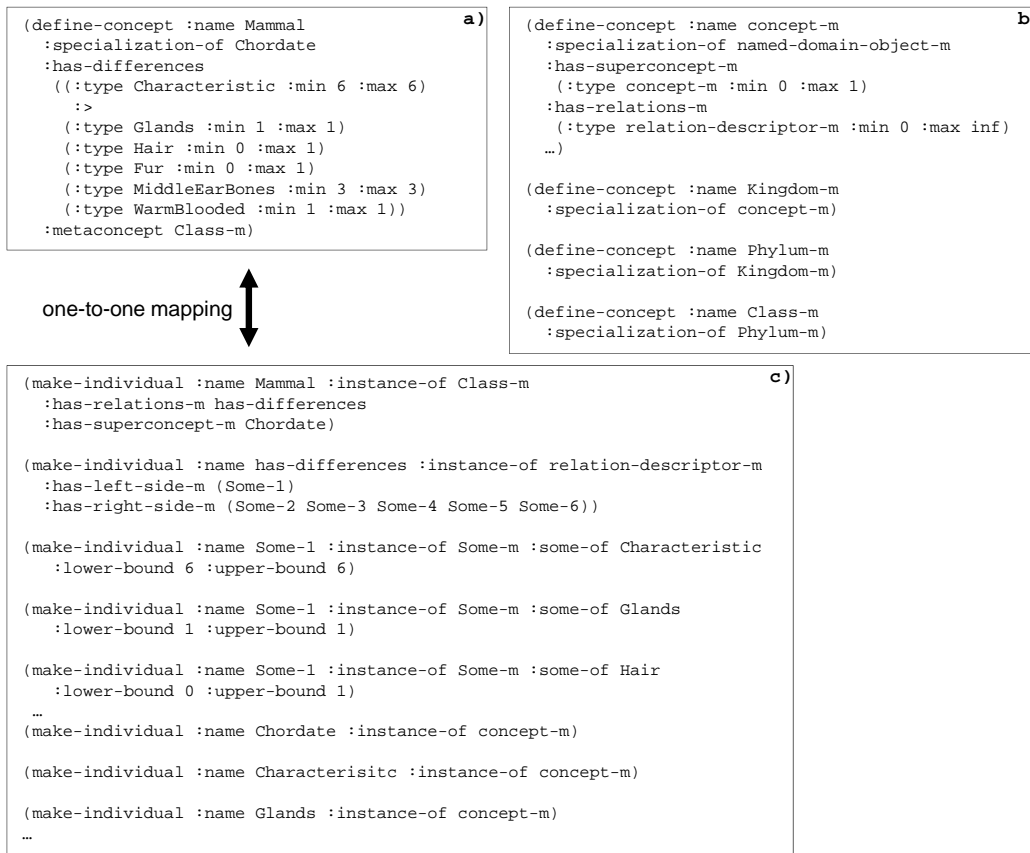 a)
(define-concept :name Mammal
:specialization-of Chordate
:has-differences
((:type Characteristic :min 6 :max 6)
:>
(:type Glands :min 1 :max 1)
(:type Hair :min 0 :max 1)
(:type Fur :min 0 :max 1)
(:type MiddleEarBones :min 3 :max 3)
(:type WarmBlooded :min 1 :max 1))
:metaconcept Class-m)
b
(define-concept :name concept-m
:specialization-of named-domain-object-m
:has-superconcept-m
(:type concept-m :min 0 :max 1)
:has-relations-m
(:type relation-descriptor-m :min 0 :max inf)
…)
(define-concept :name Kingdom-m
:specialization-of concept-m)
(define-concept :name Phylum-m
:specialization-of Kingdom-m)
(define-concept :name Class-m
:specialization-of Phylum-m)
one-to-one mapping
c)
(make-individual :name Mammal :instance-of Class-m
:has-relations-m has-differences
:has-superconcept-m Chordate)
(make-individual :name has-differences :instance-of relation-descriptor-m
:has-left-side-m (Some-1)
:has-right-side-m (Some-2 Some-3 Some-4 Some-5 Some-6))
(make-individual :name Some-1 :instance-of Some-m :some-of Characteristic
:lower-bound 6 :upper-bound 6)
(make-individual :name Some-1 :instance-of Some-m :some-of Glands
:lower-bound 1 :upper-bound 1)
(make-individual :name Some-1 :instance-of Some-m :some-of Hair
:lower-bound 0 :upper-bound 1)
…
(make-individual :name Chordate :instance-of concept-m)
(make-individual :name Characterisitc :instance-of concept-m)
(make-individual :name Glands :instance-of concept-m)
…